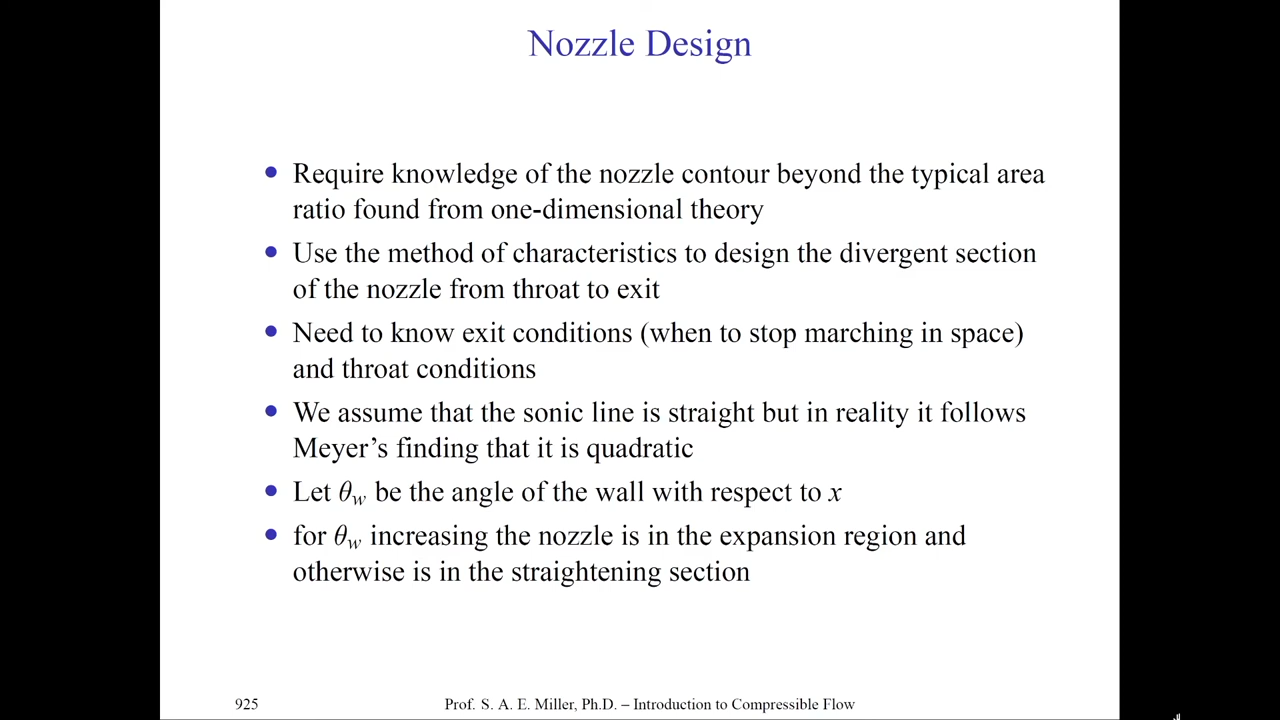 Nozzle Design
• Require knowledge of the nozzle contour beyond the typical area
ratio found from one-dimensional theory
• Use the method of characteristics to design the divergent section
of the nozzle from throat to exit
• Need to know exit conditions (when to stop marching in space)
and throat conditions
• We assume that the sonic line is straight but in reality it follows
Meyer's finding that it is quadratic
• Let θ_w be the angle of the wall with respect to x
• for θ_w increasing the nozzle is in the expansion region and
otherwise is in the straightening section
925
Prof. S. A. E. Miller, Ph.D. – Introduction to Compressible Flow